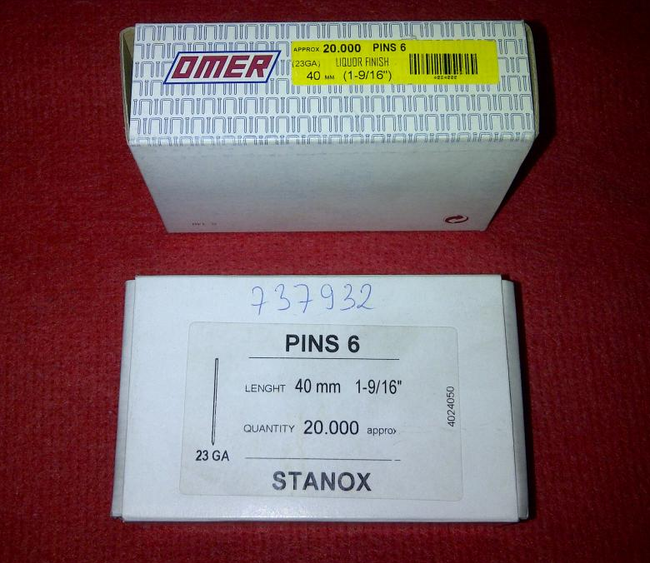 OMER
APPROX 20.000 PINS 6
(23GA) LIQUOR FINISH
40 MM (1-9/16")
737932
PINS 6
LENGHT 40 mm 1-9/16"
QUANTITY 20.000 approx
4024050
23 GA
STANOX